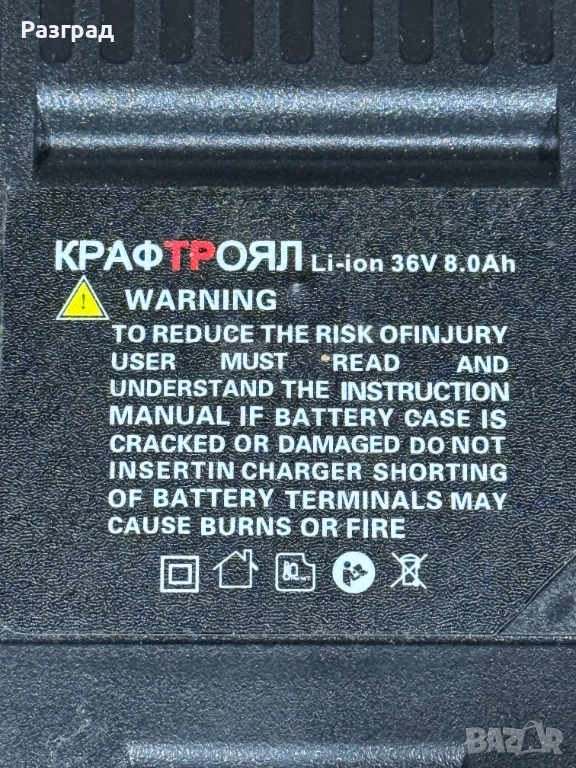 Разград
КРАФТРОЯЛ Li-ion 36V 8.0Ah
! WARNING
TO REDUCE THE RISK OFINJURY
USER MUST READ AND
UNDERSTAND THE INSTRUCTION
MANUAL IF BATTERY CASE IS
CRACKED OR DAMAGED DO NOT
INSERTIN CHARGER SHORTING
OF BATTERY TERMINALS MAY
CAUSE BURNS OR FIRE
BAZAR